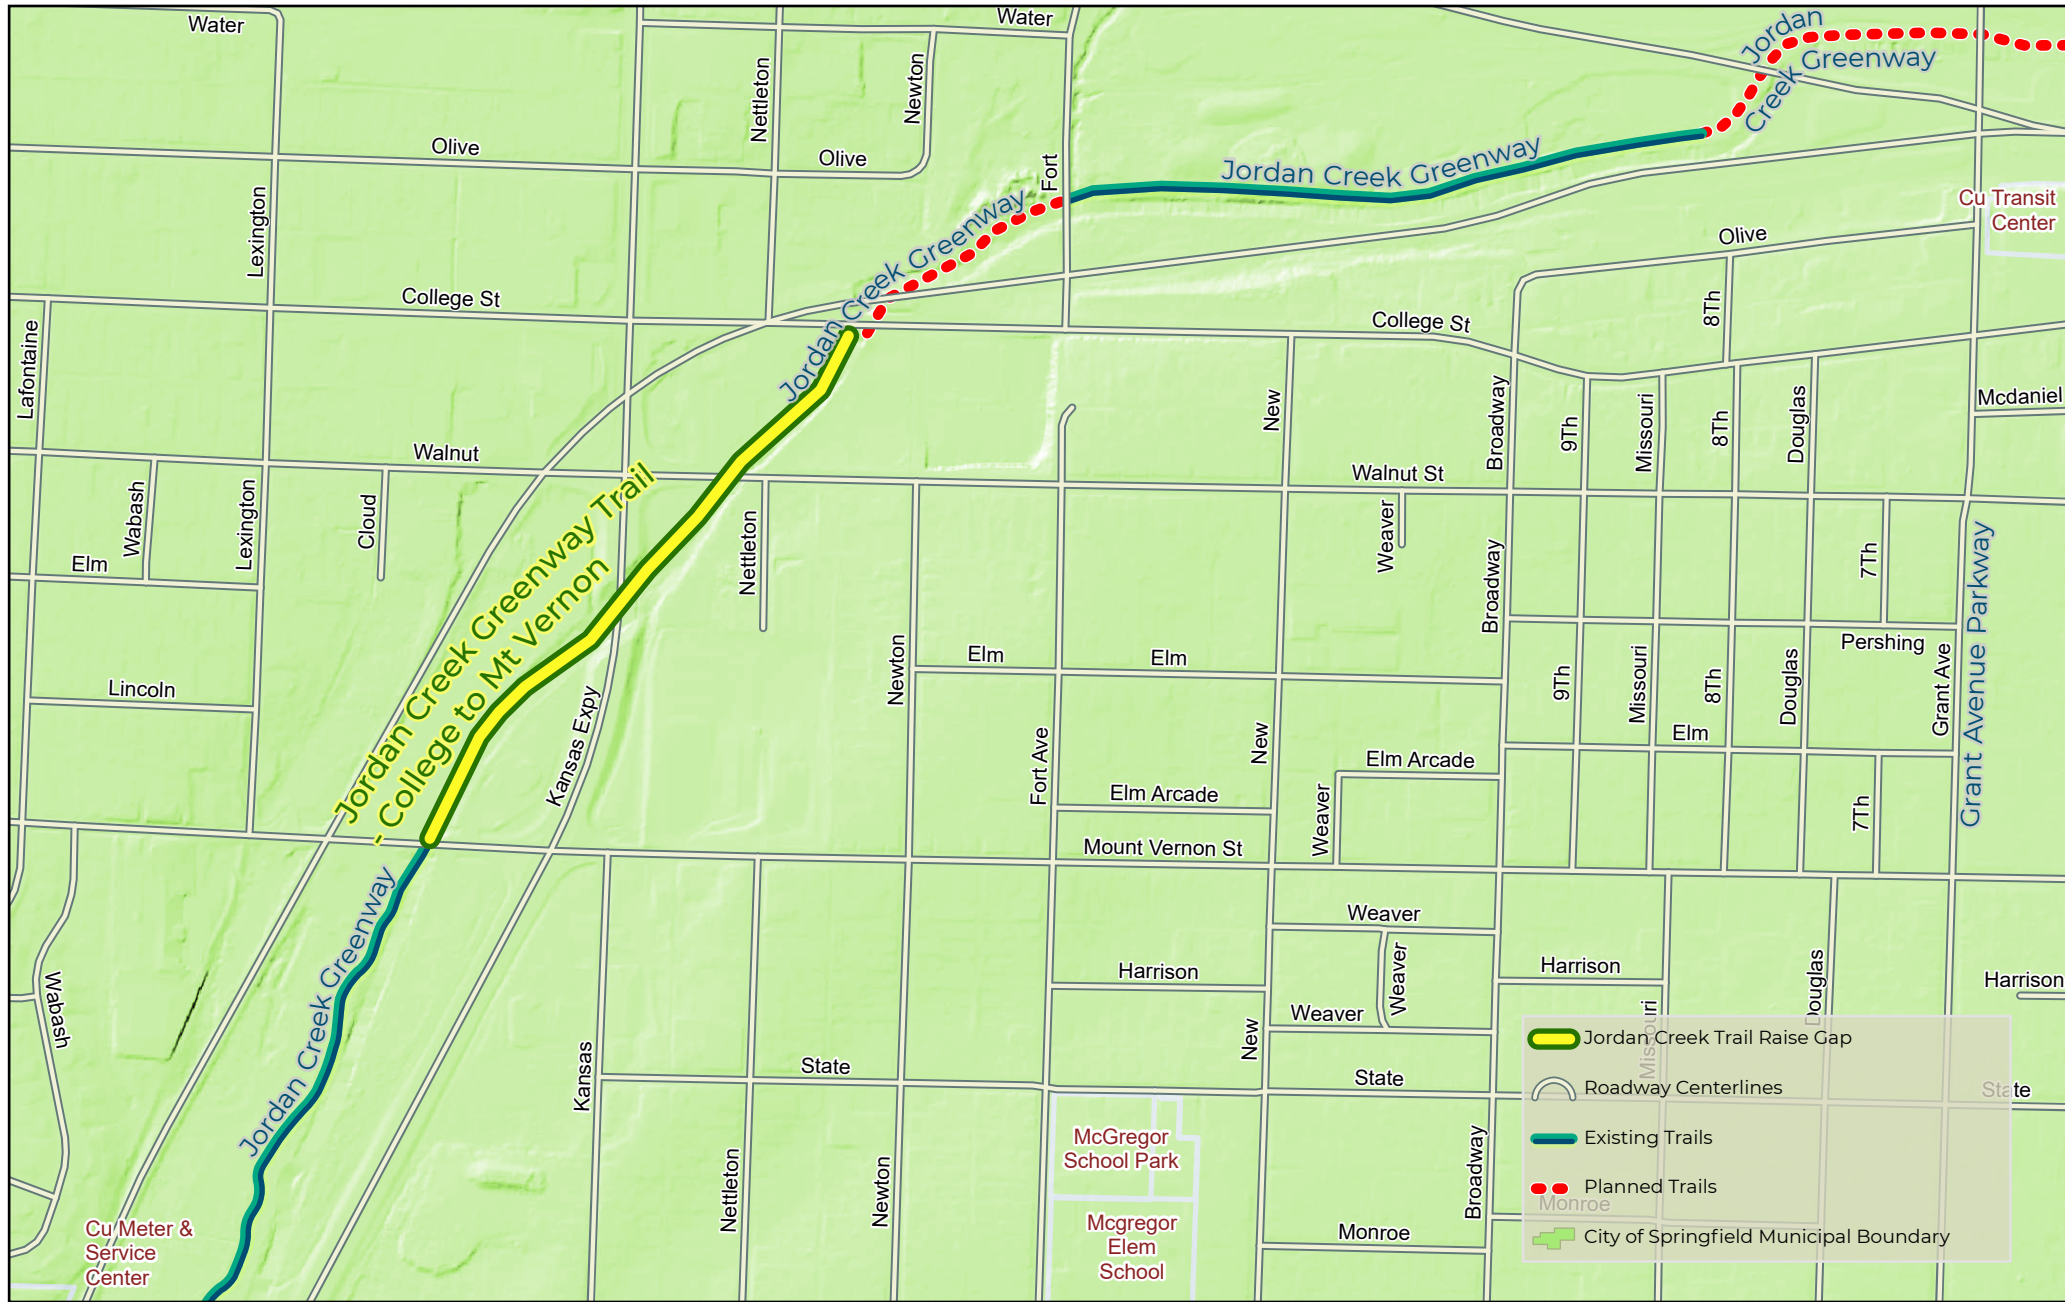 Water
Water
Jordan
Creek Greenway
Nettleton
Newton
Olive
Olive
Fort
Jordan Creek Greenway
Lexington
Cu Transit
Center
Jordan Creek Greenway
Olive
College St
8Th
College St
Lafontaine
Mcdaniel
New
Broadway
9Th
Missouri
8Th
Douglas
Walnut
Walnut St
Wabash
Lexington
Cloud
Nettleton
Weaver
7Th
Elm
Broadway
Grant Avenue Parkway
Jordan Creek Greenway Trail
- College to Mt Vernon
Pershing
Newton
Elm
Elm
9Th
Missouri
8Th
Douglas
Grant Ave
Lincoln
Kansas Expy
Elm
Fort Ave
New
Elm Arcade
Elm Arcade
Weaver
7Th
Mount Vernon St
Jordan Creek Greenway
Weaver
Weaver
Harrison
Harrison
Douglas
Harrison
Wabash
Weaver
New
Missouri
Kansas
State
State
State
McGregor
School Park
Nettleton
Newton
Broadway
Monroe
Cu Meter &
Service
Center
Mcgregor
Elem
School
Monroe
Jordan Creek Trail Raise Gap
Roadway Centerlines
Existing Trails
Planned Trails
City of Springfield Municipal Boundary